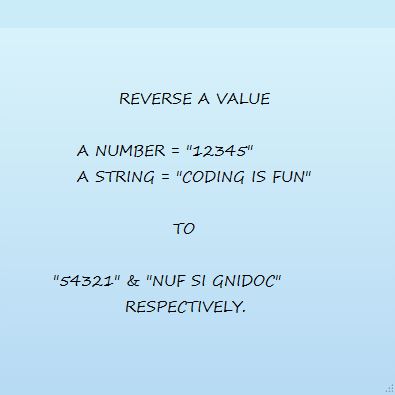 REVERSE A VALUE
A NUMBER = "12345"
A STRING = "CODING IS FUN"
TO
"54321" & "NUF SI GNIDOC"
RESPECTIVELY.